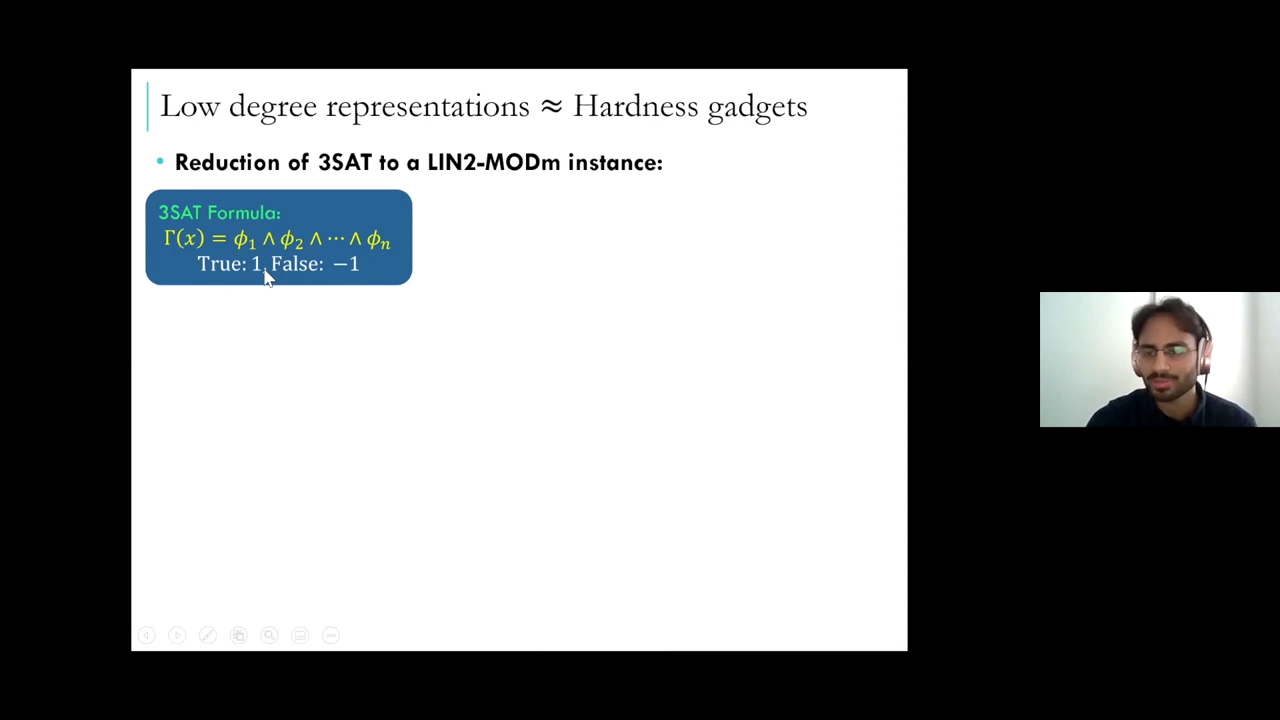 Low degree representations ≈ Hardness gadgets
• Reduction of 3SAT to a LIN2-MODm instance:
3SAT Formula:
Γ(x) = ϕ₁ ∧ ϕ₂ ∧ ⋯ ∧ ϕₙ
True: 1, False: −1